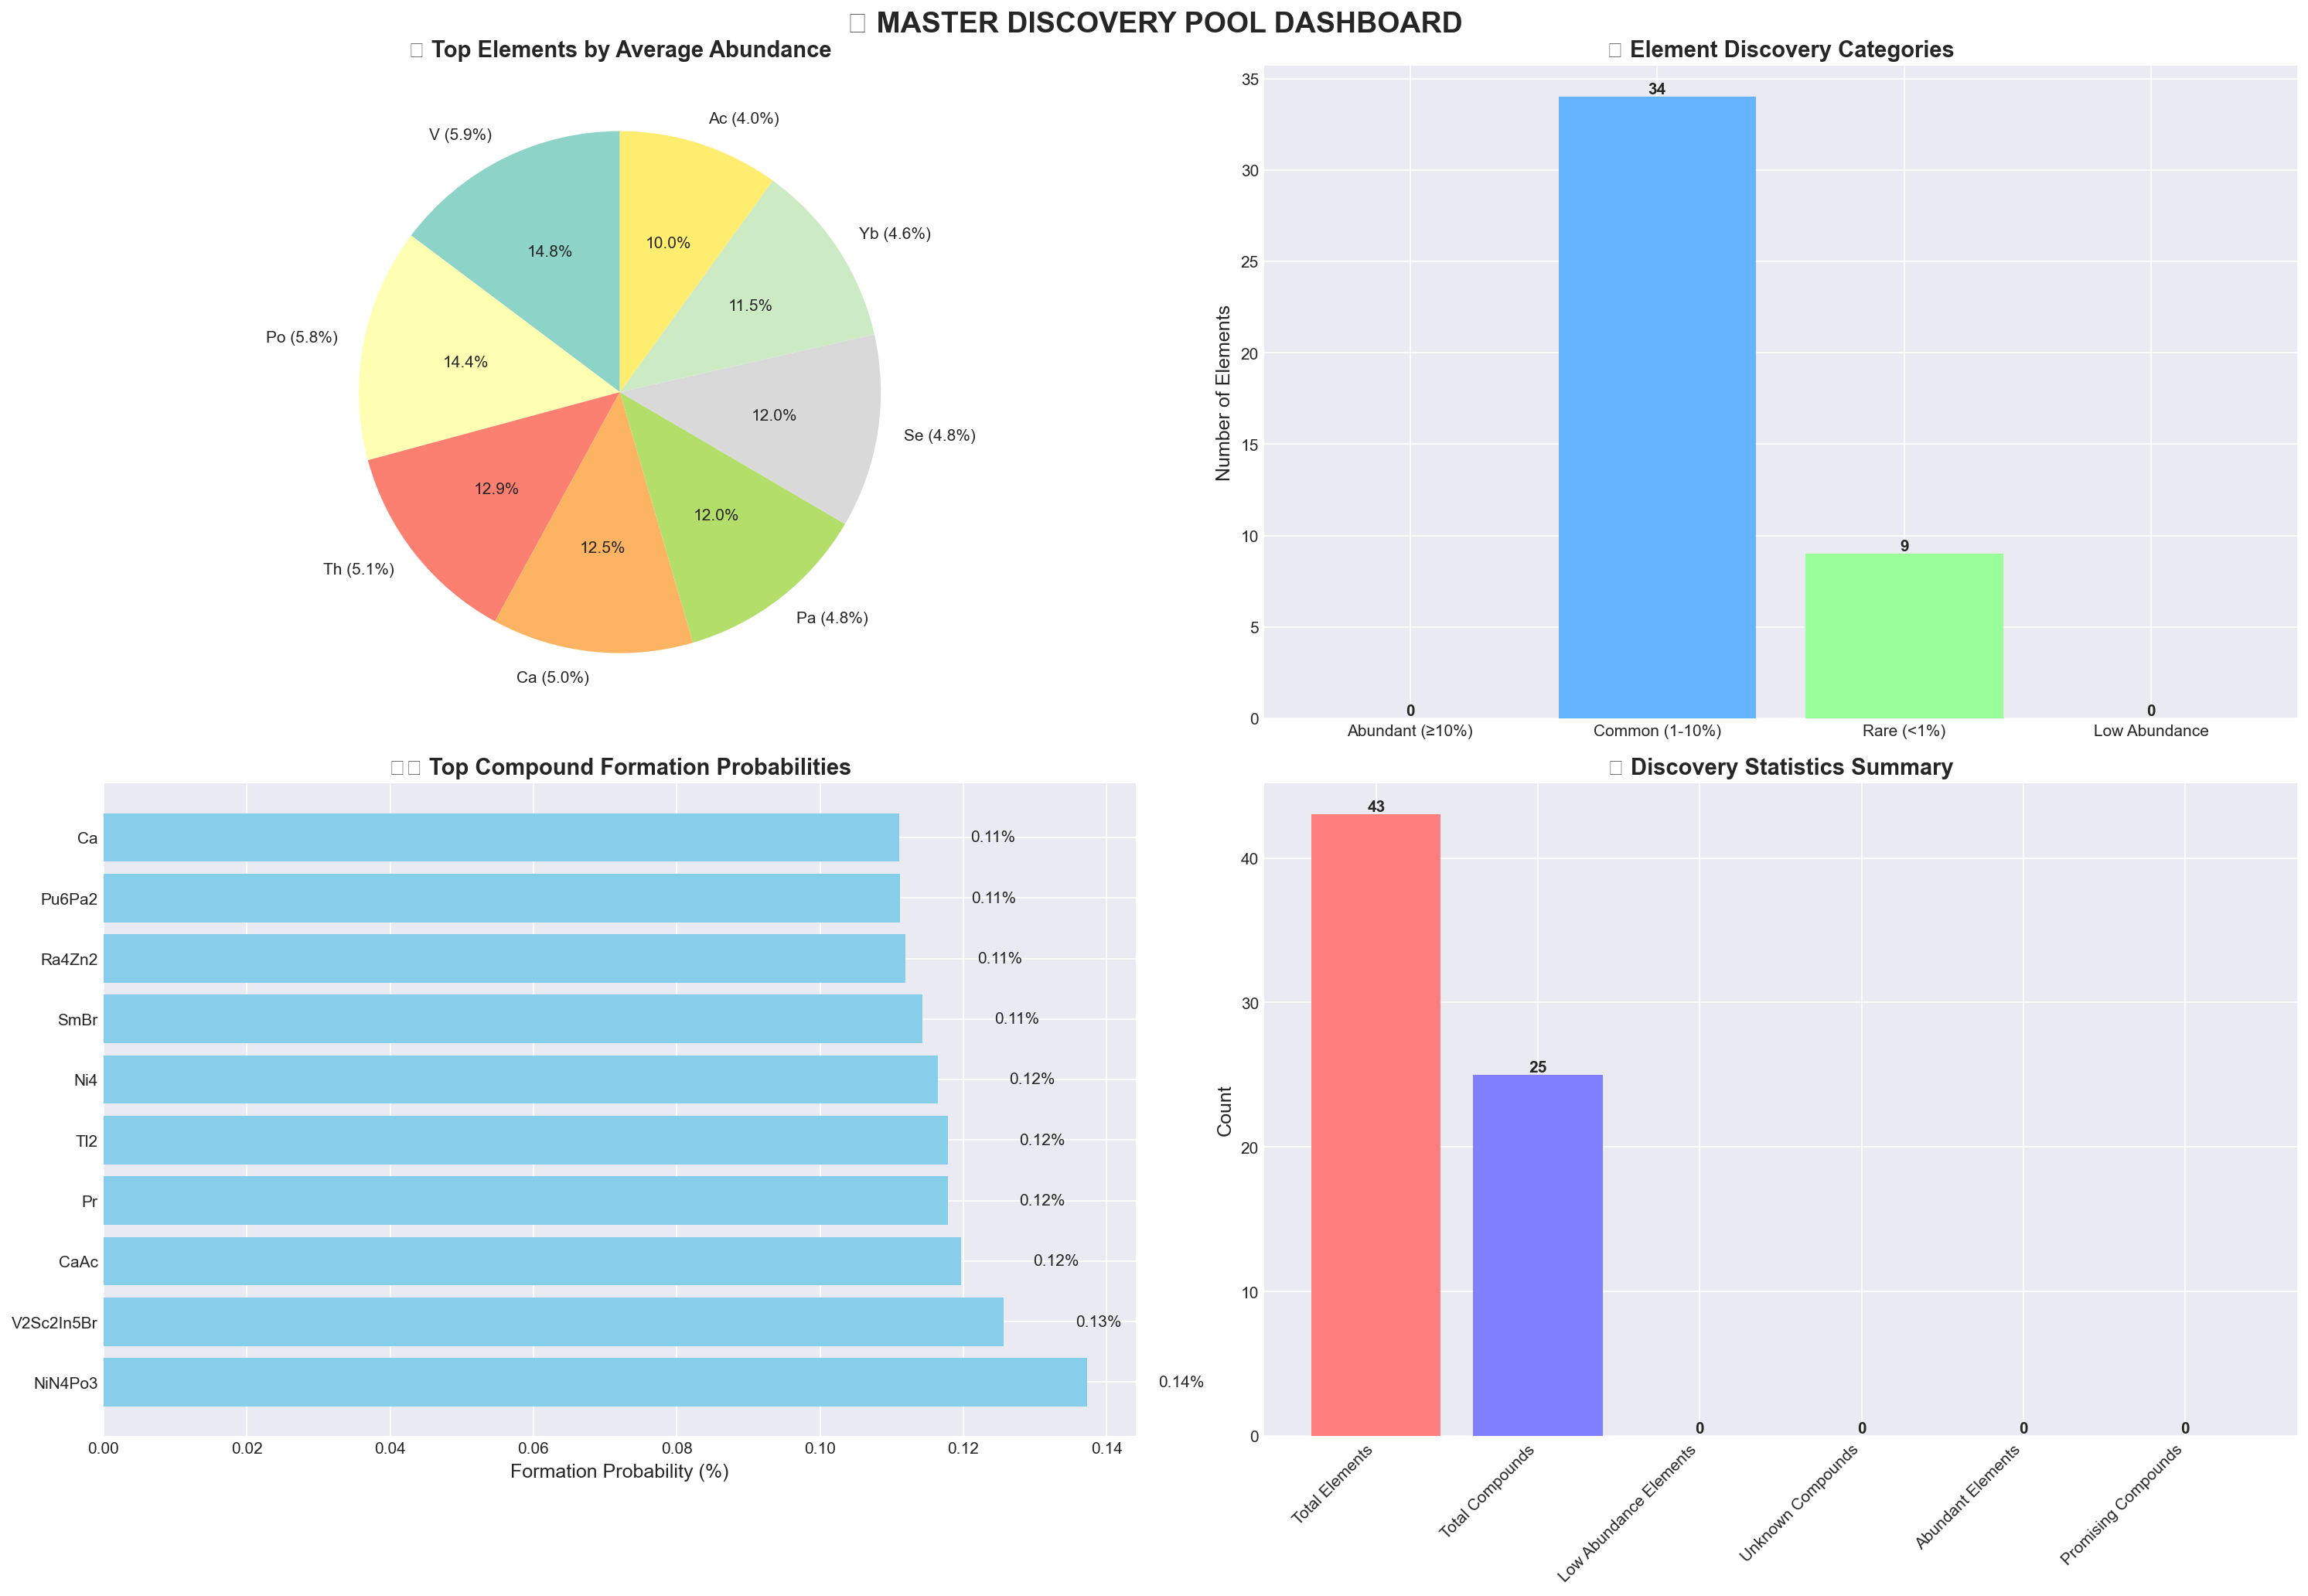 MASTER DISCOVERY POOL DASHBOARD
Top Elements by Average Abundance
Ac (4.0%)
V (5.9%)
Yb (4.6%)
10.0%
14.8%
11.5%
Po (5.8%)
14.4%
12.0%
Se (4.8%)
12.9%
12.0%
12.5%
Th (5.1%)
Pa (4.8%)
Ca (5.0%)
Element Discovery Categories
Number of Elements
35
30
25
20
15
10
5
0
0
34
9
0
Abundant (≥10%)
Common (1-10%)
Rare (<1%)
Low Abundance
Top Compound Formation Probabilities
Ca
0.11%
Pu6Pa2
0.11%
Ra4Zn2
0.11%
SmBr
0.11%
Ni4
0.12%
Tl2
0.12%
Pr
0.12%
CaAc
0.12%
V2Sc2In5Br
0.13%
NiN4Po3
0.14%
0.00
0.02
0.04
0.06
0.08
0.10
0.12
0.14
Formation Probability (%)
Discovery Statistics Summary
Count
40
30
20
10
0
43
25
0
0
0
0
Total Elements
Total Compounds
Low Abundance Elements
Unknown Compounds
Abundant Elements
Promising Compounds